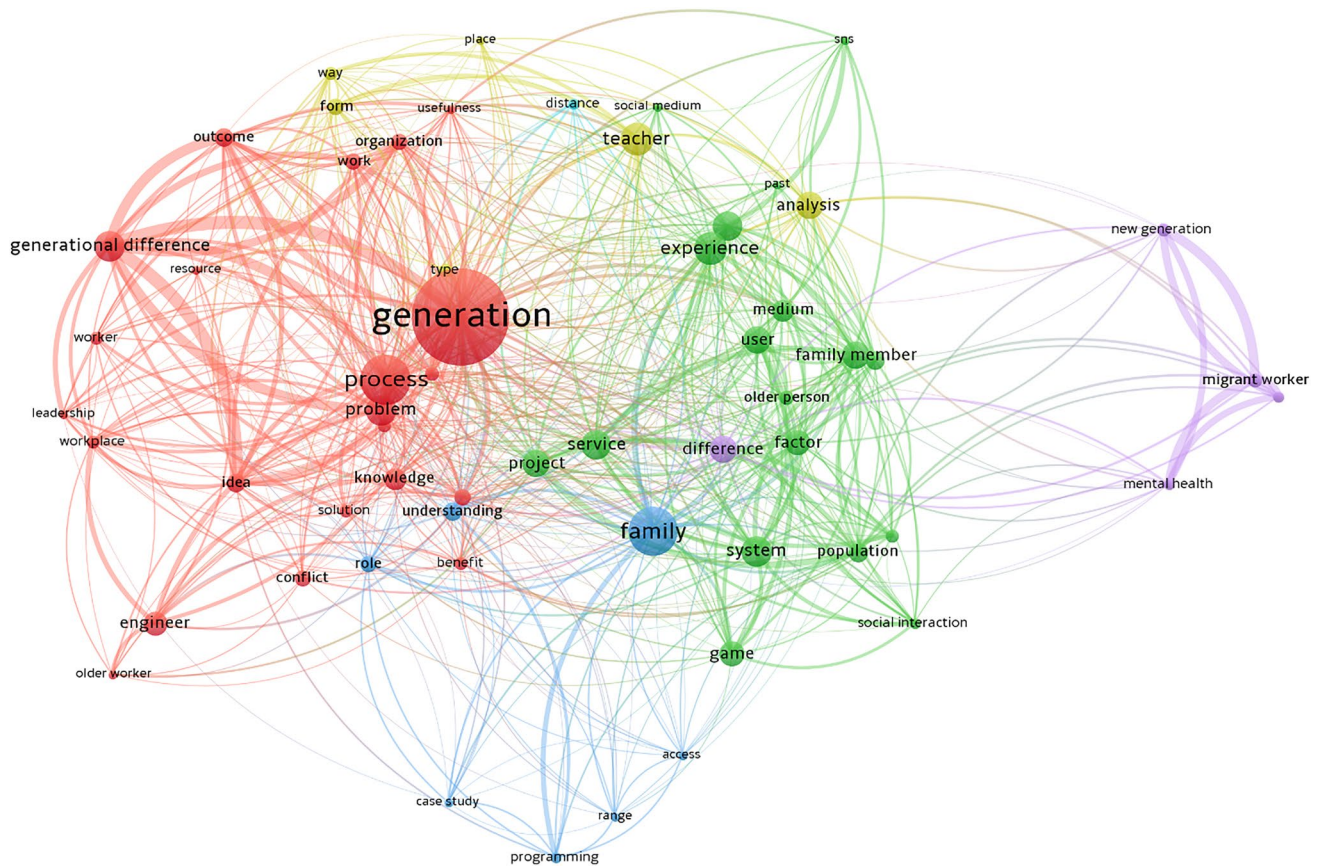 place
sns
way
form
usefulness
distance
social medium
outcome
organization
teacher
work
past
analysis
generational difference
experience
new generation
resource
type
generation
medium
worker
user
family member
process
migrant worker
older person
leadership
problem
workplace
service
difference
factor
project
idea
knowledge
mental health
solution
understanding
family
system
population
role
benefit
conflict
engineer
social interaction
game
older worker
access
case study
range
programming